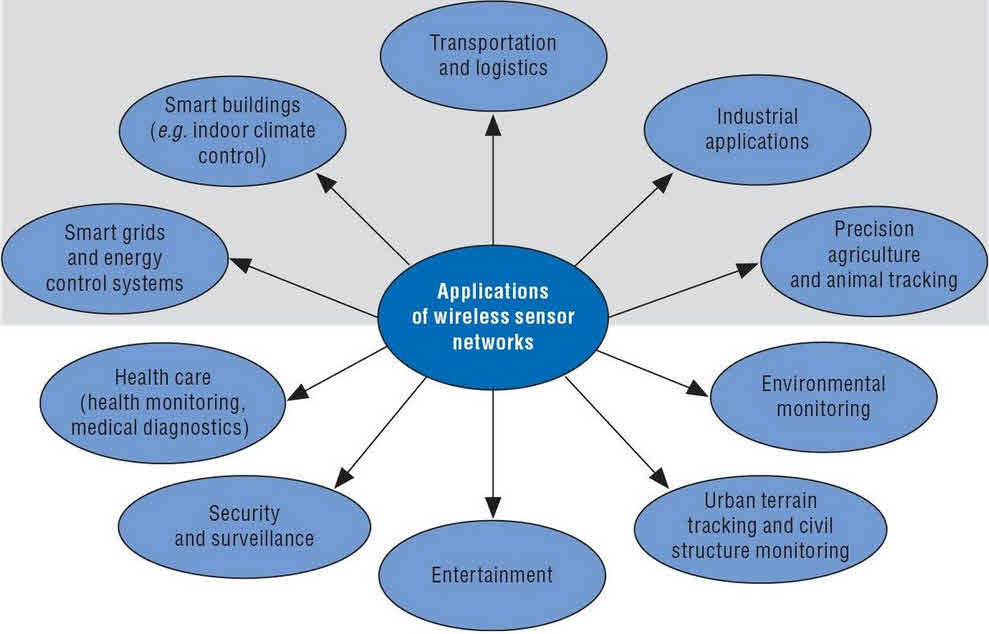 Transportation
and logistics
Smart buildings
(e.g. indoor climate
control)
Industrial
applications
Smart grids
and energy
control systems
Precision
agriculture
and animal tracking
Applications
of wireless sensor
networks
Health care
(health monitoring,
medical diagnostics)
Environmental
monitoring
Security
and surveillance
Urban terrain
tracking and civil
structure monitoring
Entertainment